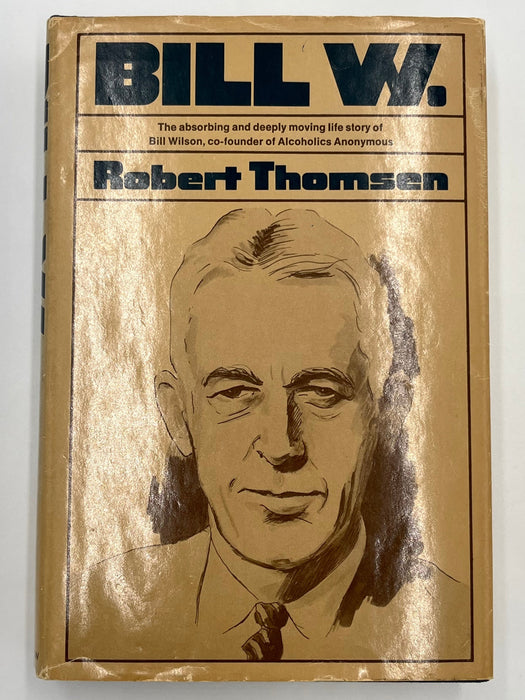 BILL W.
The absorbing and deeply moving life story of
Bill Wilson, co-founder of Alcoholics Anonymous
Robert Thomsen